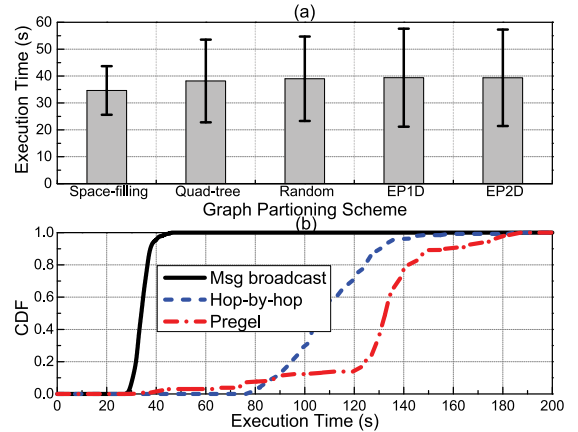 (a)
60
50
40
30
20
10
0
Execution Time (s)
Space-filling Quad-tree Random EP1D EP2D
Graph Partioning Scheme
(b)
1.0
0.8
0.6
0.4
0.2
0.0
CDF
Msg broadcast
Hop-by-hop
Pregel
0 20 40 60 80 100 120 140 160 180 200
Execution Time (s)